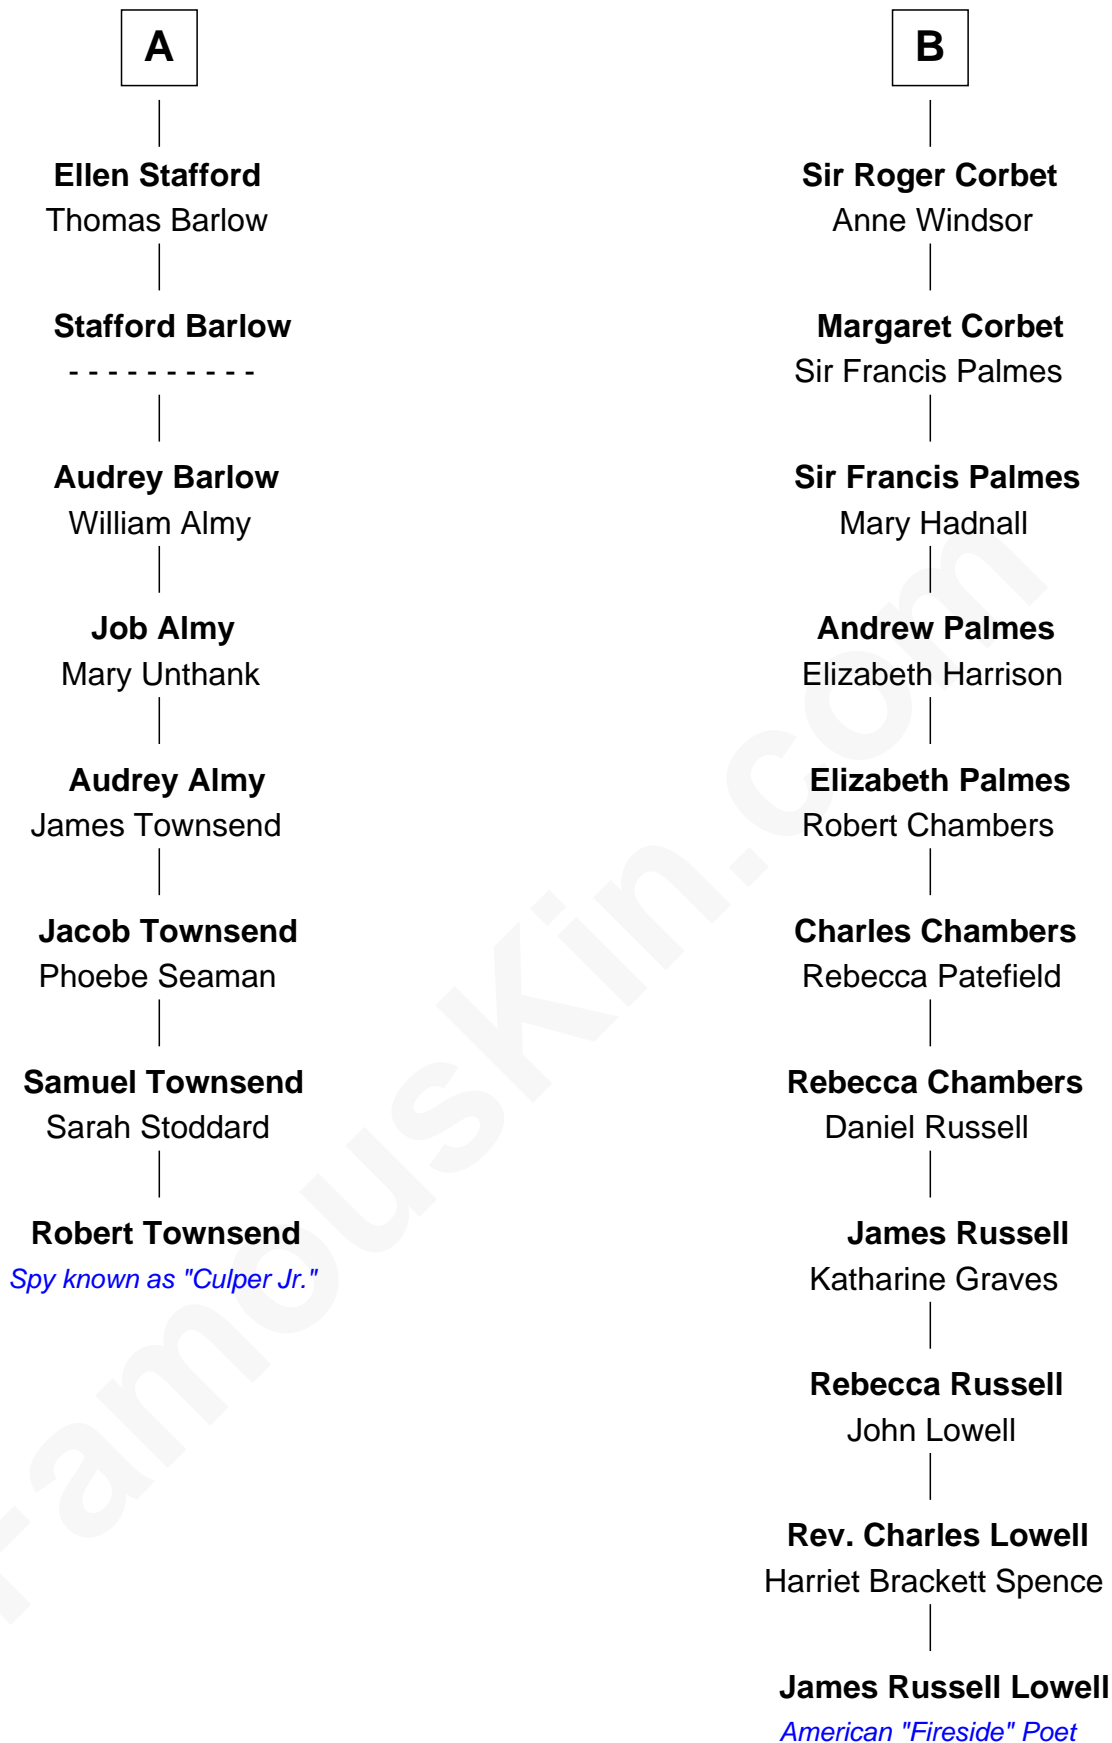 A
Ellen Stafford
Thomas Barlow
Stafford Barlow
- - - - - - - - - -
Audrey Barlow
William Almy
Job Almy
Mary Unthank
Audrey Almy
James Townsend
Jacob Townsend
Phoebe Seaman
Samuel Townsend
Sarah Stoddard
Robert Townsend
Spy known as "Culper Jr."
B
Sir Roger Corbet
Anne Windsor
Margaret Corbet
Sir Francis Palmes
Sir Francis Palmes
Mary Hadnall
Andrew Palmes
Elizabeth Harrison
Elizabeth Palmes
Robert Chambers
Charles Chambers
Rebecca Patefield
Rebecca Chambers
Daniel Russell
James Russell
Katharine Graves
Rebecca Russell
John Lowell
Rev. Charles Lowell
Harriet Brackett Spence
James Russell Lowell
American "Fireside" Poet
FamousKin.com